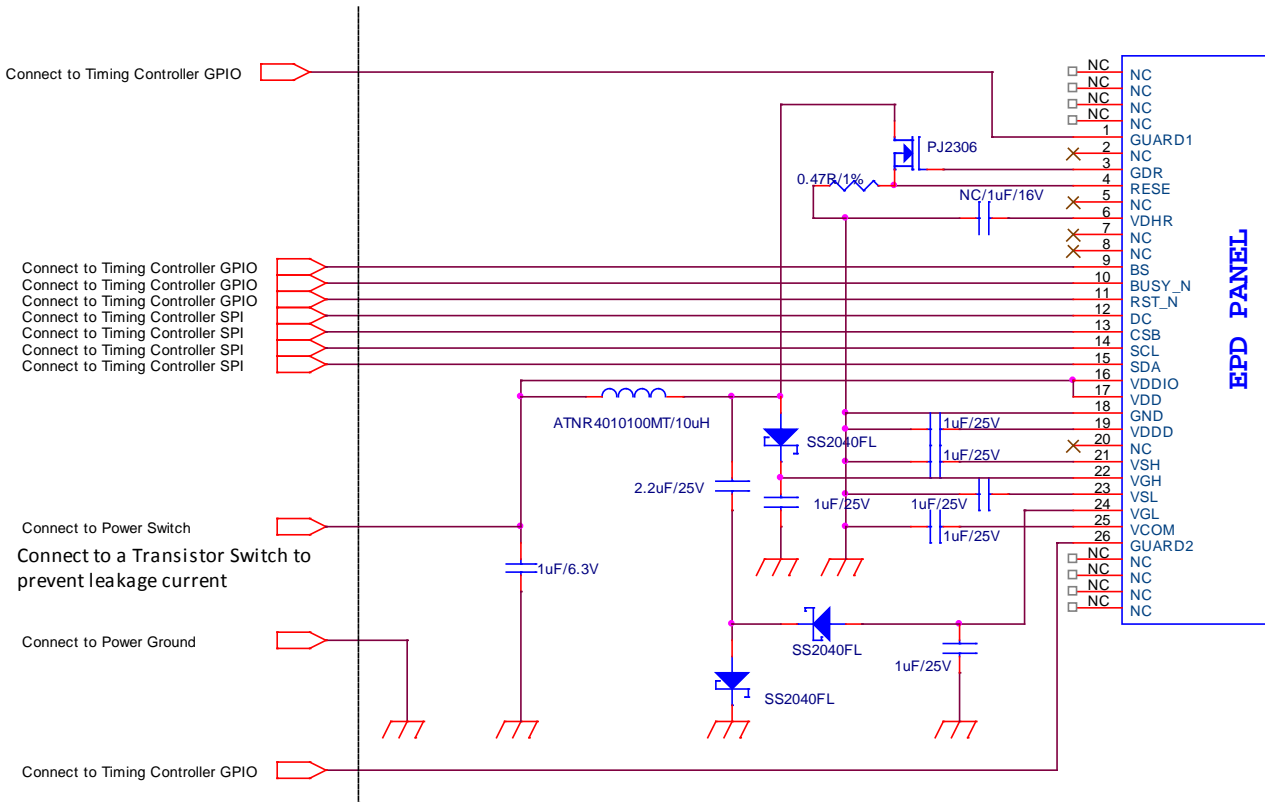 Connect to Timing Controller GPIO
NC
NC
NC
NC
NC
NC
NC
NC
1
GUARD1
2
NC
PJ2306
3
GDR
0.47R/1%
4
RESE
5
NC
NC/1uF/16V
6
VDHR
7
NC
8
NC
Connect to Timing Controller GPIO
9
BS
Connect to Timing Controller GPIO
10
BUSY_N
Connect to Timing Controller GPIO
11
RST_N
Connect to Timing Controller SPI
12
DC
Connect to Timing Controller SPI
13
CSB
Connect to Timing Controller SPI
14
SCL
Connect to Timing Controller SPI
15
SDA
16
VDDIO
17
VDD
EPD PANEL
ATNR4010100MT/10uH
18
GND
1uF/25V
19
VDDD
SS2040FL
20
NC
1uF/25V
21
VSH
22
VGH
2.2uF/25V
23
VSL
1uF/25V
1uF/25V
24
VGL
Connect to Power Switch
25
VCOM
1uF/25V
26
GUARD2
Connect to a Transistor Switch to
prevent leakage current
1uF/6.3V
NC
NC
NC
NC
NC
NC
NC
NC
Connect to Power Ground
SS2040FL
1uF/25V
SS2040FL
Connect to Timing Controller GPIO